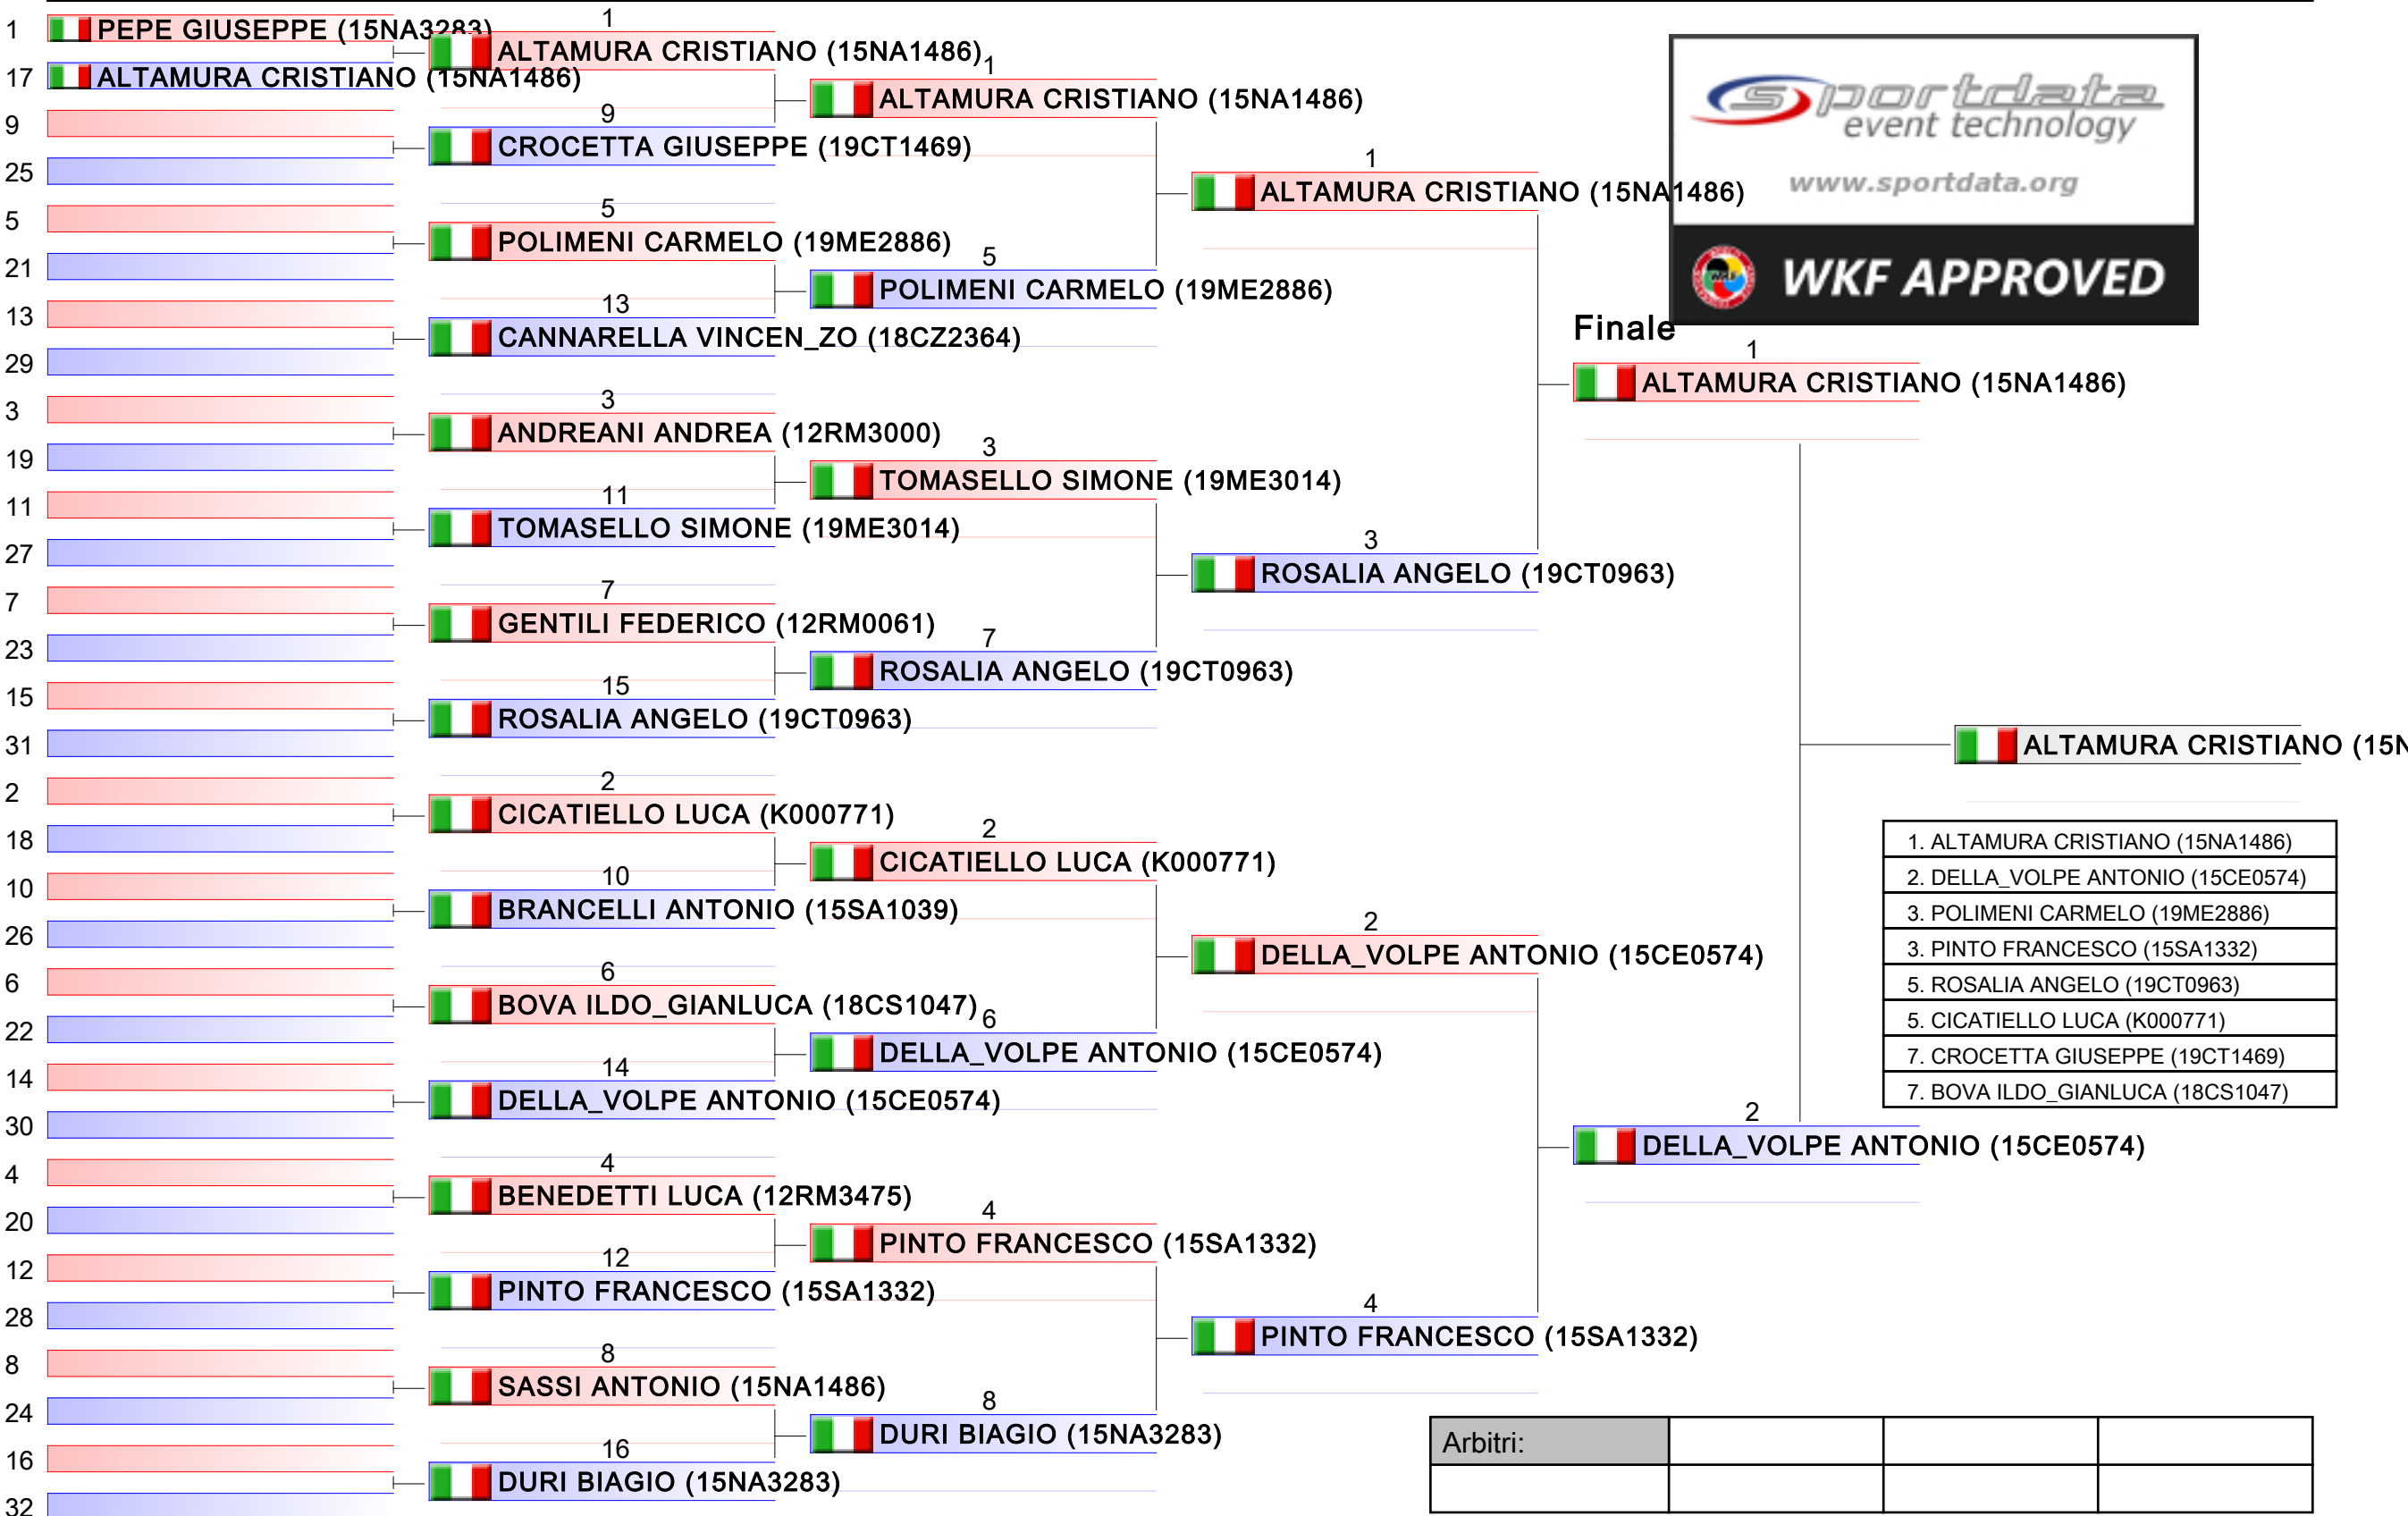 1 PEPE GIUSEPPE (15NA3283)
17 ALTAMURA CRISTIANO (15NA1486)
9
25
5
21
13
29
3
19
11
27
7
23
15
31
2
18
10
26
6
22
14
30
4
20
12
28
8
24
16
32
1
ALTAMURA CRISTIANO (15NA1486)
9
CROCETTA GIUSEPPE (19CT1469)
5
POLIMENI CARMELO (19ME2886)
13
CANNARELLA VINCEN_ZO (18CZ2364)
3
ANDREANI ANDREA (12RM3000)
11
TOMASELLO SIMONE (19ME3014)
7
GENTILI FEDERICO (12RM0061)
15
ROSALIA ANGELO (19CT0963)
2
CICATIELLO LUCA (K000771)
10
BRANCELLI ANTONIO (15SA1039)
6
BOVA ILDO_GIANLUCA (18CS1047)
14
DELLA_VOLPE ANTONIO (15CE0574)
4
BENEDETTI LUCA (12RM3475)
12
PINTO FRANCESCO (15SA1332)
8
SASSI ANTONIO (15NA1486)
16
DURI BIAGIO (15NA3283)
1
ALTAMURA CRISTIANO (15NA1486)
5
POLIMENI CARMELO (19ME2886)
3
TOMASELLO SIMONE (19ME3014)
7
ROSALIA ANGELO (19CT0963)
2
CICATIELLO LUCA (K000771)
6
DELLA_VOLPE ANTONIO (15CE0574)
4
PINTO FRANCESCO (15SA1332)
8
DURI BIAGIO (15NA3283)
1
ALTAMURA CRISTIANO (15NA1486)
3
ROSALIA ANGELO (19CT0963)
2
DELLA_VOLPE ANTONIO (15CE0574)
4
PINTO FRANCESCO (15SA1332)
sportdata
event technology
www.sportdata.org
WKF APPROVED
Finale
1
ALTAMURA CRISTIANO (15NA1486)
2
DELLA_VOLPE ANTONIO (15CE0574)
ALTAMURA CRISTIANO (15N
1. ALTAMURA CRISTIANO (15NA1486)
2. DELLA_VOLPE ANTONIO (15CE0574)
3. POLIMENI CARMELO (19ME2886)
3. PINTO FRANCESCO (15SA1332)
5. ROSALIA ANGELO (19CT0963)
5. CICATIELLO LUCA (K000771)
7. CROCETTA GIUSEPPE (19CT1469)
7. BOVA ILDO_GIANLUCA (18CS1047)
Arbitri: